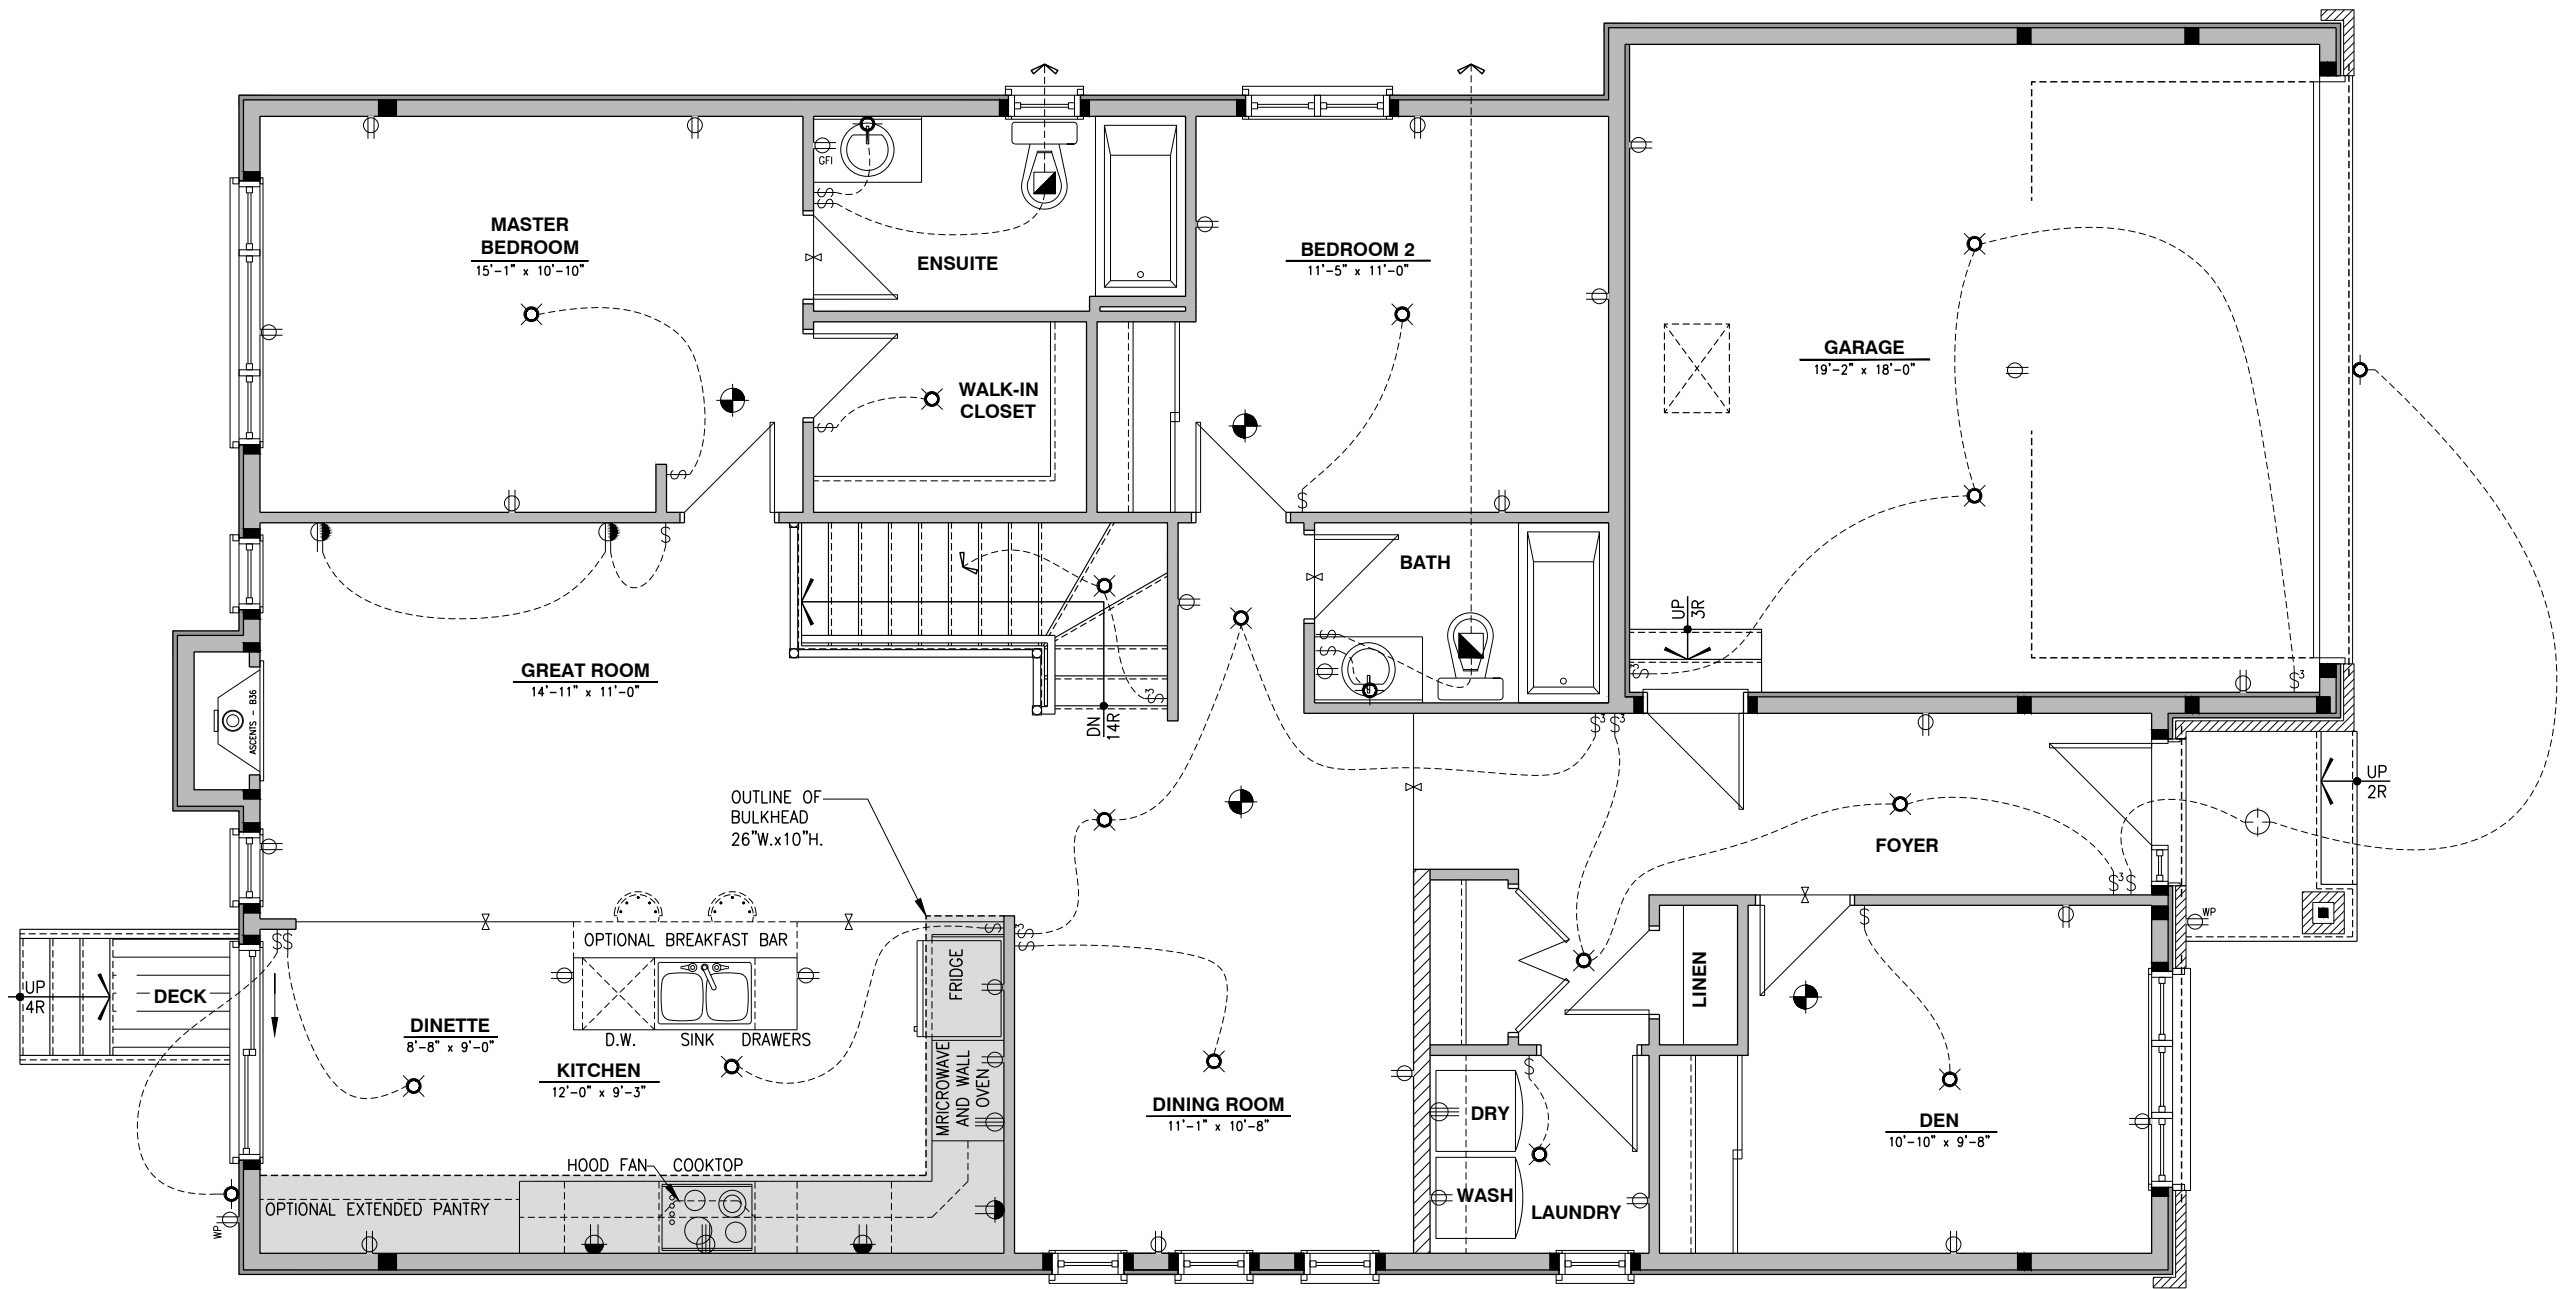 MASTER
BEDROOM
15'-1" x 10'-10"
GFI
ENSUITE
BEDROOM 2
11'-5" x 11'-0"
GARAGE
19'-2" x 18'-0"
WALK-IN
CLOSET
BATH
UP
3R
GREAT ROOM
14'-11" x 11'-0"
ASCENTS - B36
DN
14R
OUTLINE OF
BULKHEAD
26"W.x10"H.
UP
2R
FOYER
WP
OPTIONAL BREAKFAST BAR
FRIDGE
LINEN
DECK
UP
4R
DINETTE
8'-8" x 9'-0"
D.W.
SINK
DRAWERS
KITCHEN
12'-0" x 9'-3"
MRICROWAVE
AND WALL
OVEN
DINING ROOM
11'-1" x 10'-8"
DRY
DEN
10'-10" x 9'-8"
HOOD FAN
COOKTOP
WASH
LAUNDRY
OPTIONAL EXTENDED PANTRY
WP